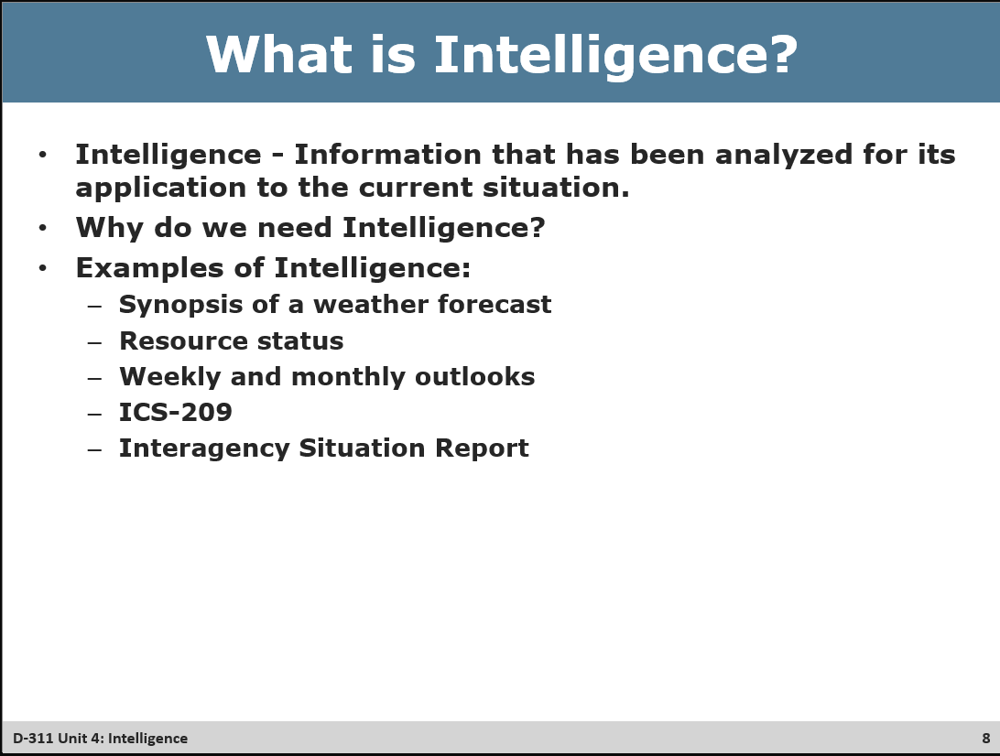 What is Intelligence?
• Intelligence - Information that has been analyzed for its
application to the current situation.
• Why do we need Intelligence?
• Examples of Intelligence:
– Synopsis of a weather forecast
– Resource status
– Weekly and monthly outlooks
– ICS-209
– Interagency Situation Report
D-311 Unit 4: Intelligence 8